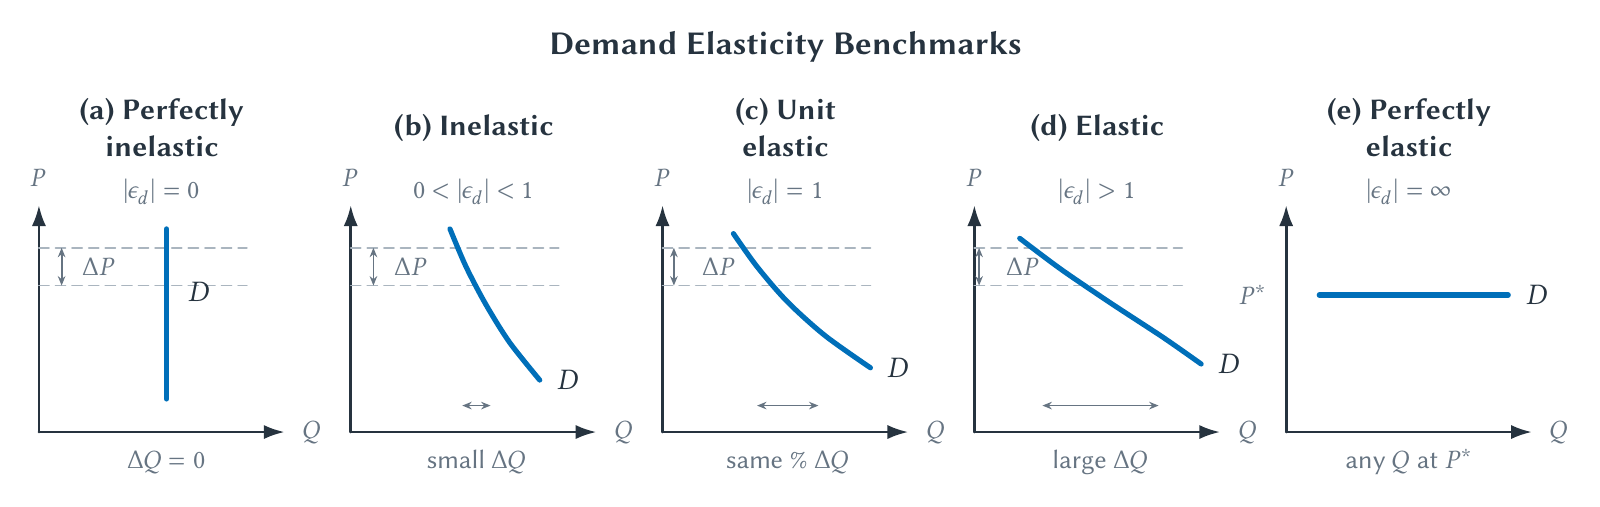 Demand Elasticity Benchmarks
(a) Perfectly
inelastic
|ϵd| = 0
P
ΔP
D
Q
ΔQ = 0
(b) Inelastic
0 < |ϵd| < 1
P
ΔP
D
Q
small ΔQ
(c) Unit
elastic
|ϵd| = 1
P
ΔP
D
Q
same % ΔQ
(d) Elastic
|ϵd| > 1
P
ΔP
D
Q
large ΔQ
(e) Perfectly
elastic
|ϵd| = ∞
P
P*
D
Q
any Q at P*